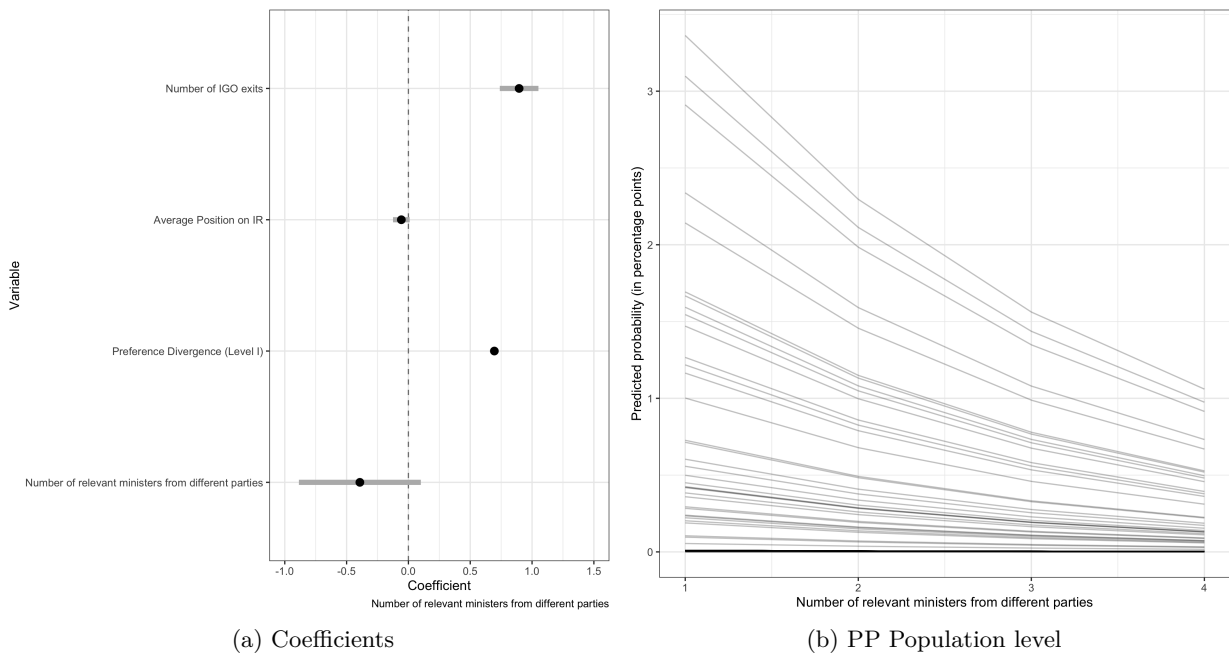 Variable
Number of IGO exits
Average Position on IR
Preference Divergence (Level I)
Number of relevant ministers from different parties
-1.0 -0.5 0.0 0.5 1.0 1.5
Coefficient
Number of relevant ministers from different parties
(a) Coefficients
Predicted probability (in percentage points)
3
2
1
0
1 2 3 4
Number of relevant ministers from different parties
(b) PP Population level